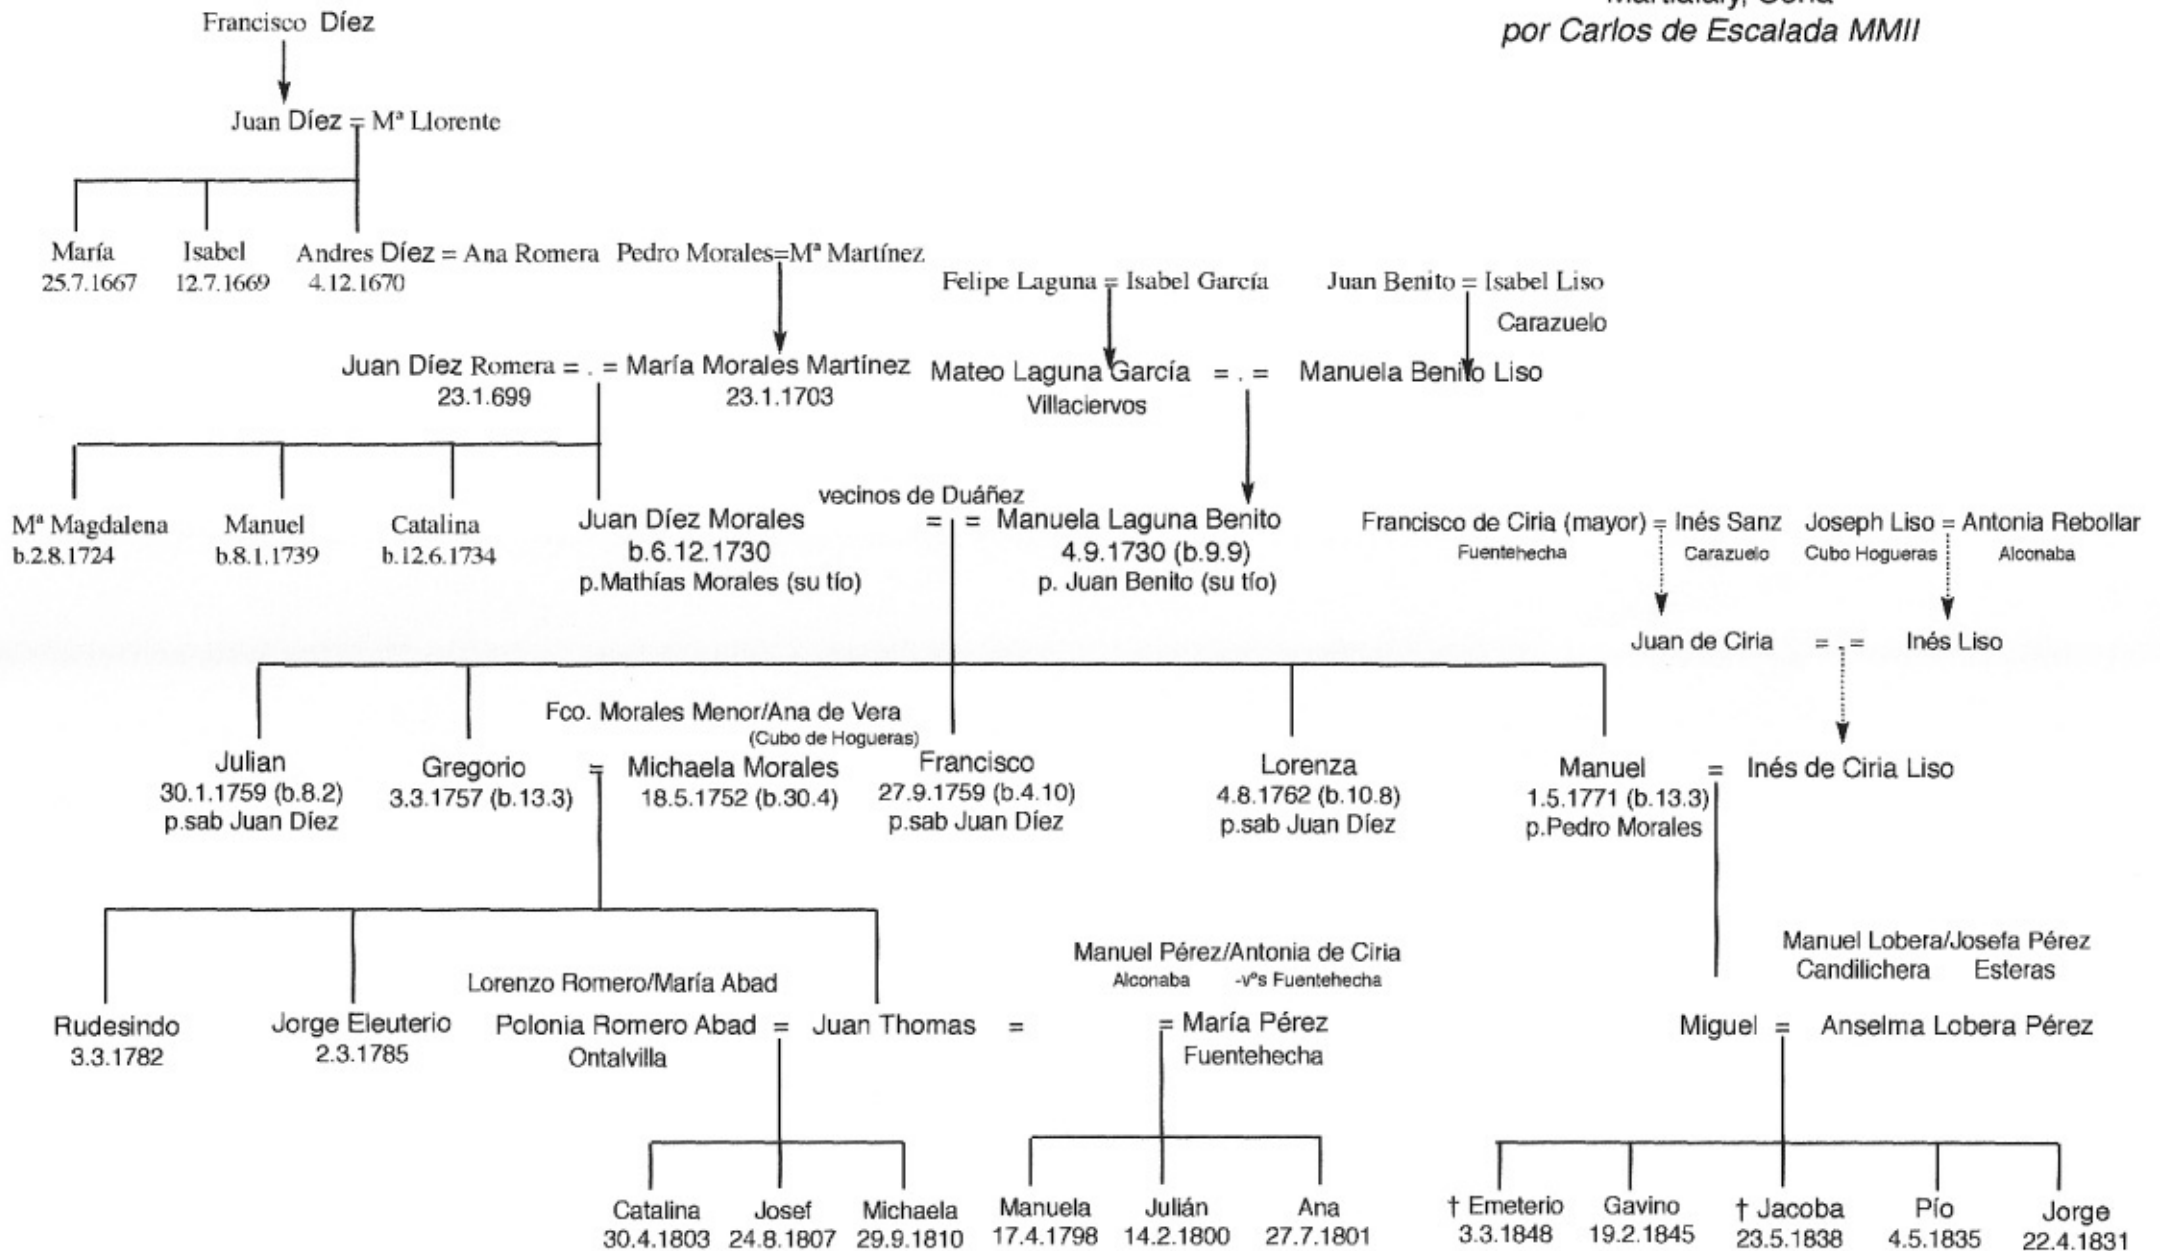 Francisco Díez
por Carlos de Escalada MMII
Juan Díez = Mª Llorente
María
25.7.1667
Isabel
12.7.1669
Andres Díez = Ana Romera
4.12.1670
Pedro Morales=Mª Martínez
Felipe Laguna = Isabel García
Juan Benito = Isabel Liso
Carazuelo
Juan Díez Romera = . = María Morales Martínez
23.1.699
23.1.1703
Mateo Laguna García = . = Manuela Benito Liso
Villaciervos
Mª Magdalena
b.2.8.1724
Manuel
b.8.1.1739
Catalina
b.12.6.1734
vecinos de Duáñez
Juan Díez Morales = = Manuela Laguna Benito
b.6.12.1730
4.9.1730 (b.9.9)
p.Mathías Morales (su tío)
p. Juan Benito (su tío)
Francisco de Ciria (mayor) = Inés Sanz
Fuentehecha
Carazuelo
Joseph Liso = Antonia Rebollar
Cubo Hogueras
Alconaba
Juan de Ciria = . = Inés Liso
Fco. Morales Menor/Ana de Vera
(Cubo de Hogueras)
Julian
30.1.1759 (b.8.2)
p.sab Juan Díez
Gregorio = Michaela Morales
3.3.1757 (b.13.3)
18.5.1752 (b.30.4)
Francisco
27.9.1759 (b.4.10)
p.sab Juan Díez
Lorenza
4.8.1762 (b.10.8)
p.sab Juan Díez
Manuel = Inés de Ciria Liso
1.5.1771 (b.13.3)
p.Pedro Morales
Lorenzo Romero/María Abad
Manuel Pérez/Antonia de Ciria
Alconaba -vºs Fuentehecha
Manuel Lobera/Josefa Pérez
Candilichera Esteras
Rudesindo
3.3.1782
Jorge Eleuterio
2.3.1785
Polonia Romero Abad = Juan Thomas = = María Pérez
Ontalvilla
Fuentehecha
Miguel = Anselma Lobera Pérez
Catalina
30.4.1803
Josef
24.8.1807
Michaela
29.9.1810
Manuela
17.4.1798
Julián
14.2.1800
Ana
27.7.1801
† Emeterio
3.3.1848
Gavino
19.2.1845
† Jacoba
23.5.1838
Pío
4.5.1835
Jorge
22.4.1831